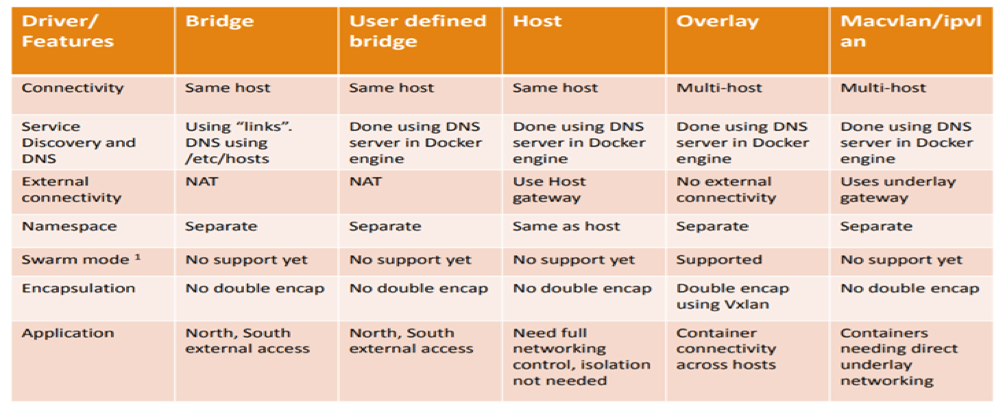 Driver/ Features Bridge User defined bridge Host Overlay Macvlan/ipvlan
Connectivity Same host Same host Same host Multi-host Multi-host
Service Discovery and DNS Using “links”. DNS using /etc/hosts Done using DNS server in Docker engine Done using DNS server in Docker engine Done using DNS server in Docker engine Done using DNS server in Docker engine
External connectivity NAT NAT Use Host gateway No external connectivity Uses underlay gateway
Namespace Separate Separate Same as host Separate Separate
Swarm mode ¹ No support yet No support yet No support yet Supported No support yet
Encapsulation No double encap No double encap No double encap Double encap using Vxlan No double encap
Application North, South external access North, South external access Need full networking control, isolation not needed Container connectivity across hosts Containers needing direct underlay networking